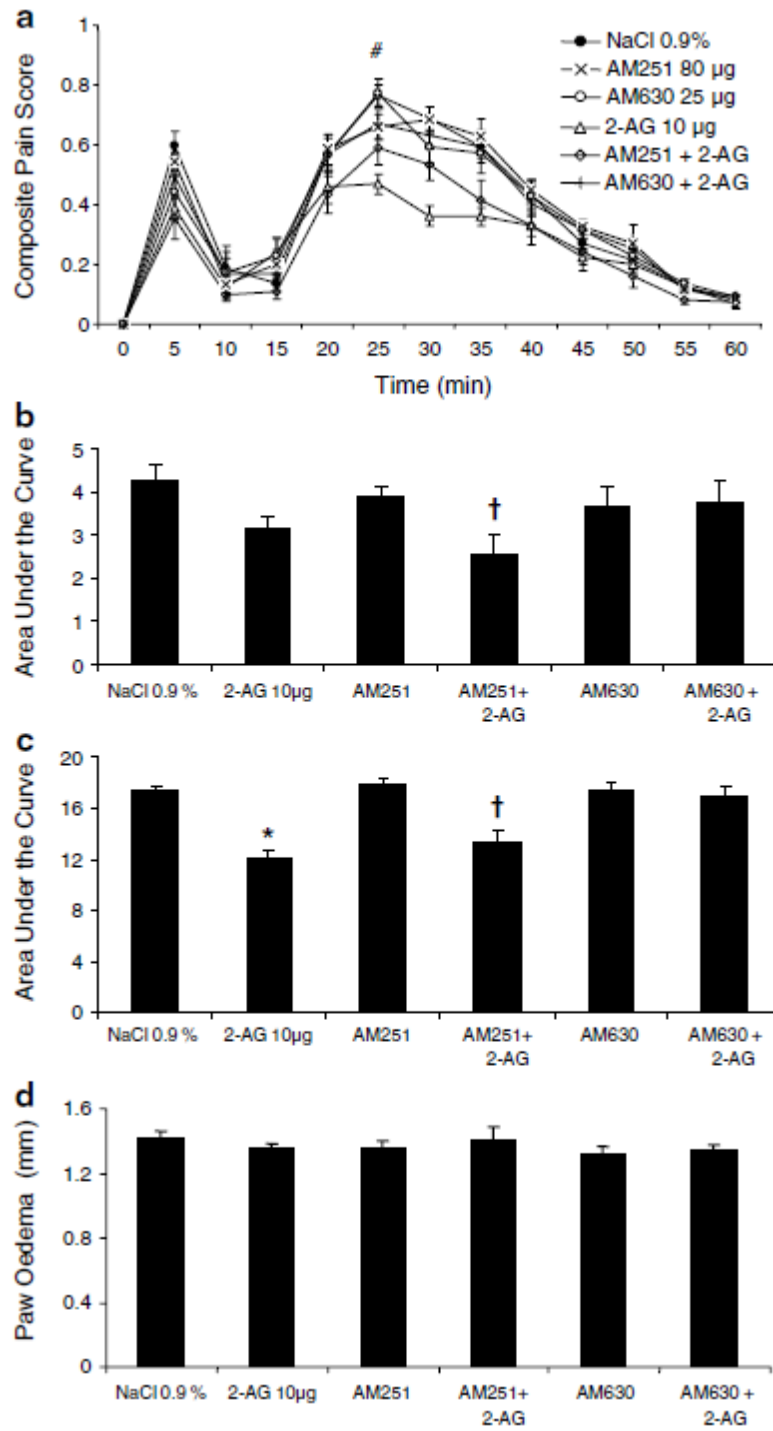 a
#
NaCl 0.9%
AM251 80 µg
AM630 25 µg
2-AG 10 µg
AM251 + 2-AG
AM630 + 2-AG
Composite Pain Score
1
0.8
0.6
0.4
0.2
0
0 5 10 15 20 25 30 35 40 45 50 55 60
Time (min)
b
Area Under the Curve
5
4
3
2
1
0
†
NaCl 0.9 % 2-AG 10µg AM251 AM251+ AM630 AM630 +
2-AG 2-AG
c
Area Under the Curve
20
16
12
8
4
0
*
†
NaCl 0.9 % 2-AG 10µg AM251 AM251+ AM630 AM630 +
2-AG 2-AG
d
Paw Oedema (mm)
1.6
1.2
0.8
0.4
0
NaCl 0.9 % 2-AG 10µg AM251 AM251+ AM630 AM630 +
2-AG 2-AG